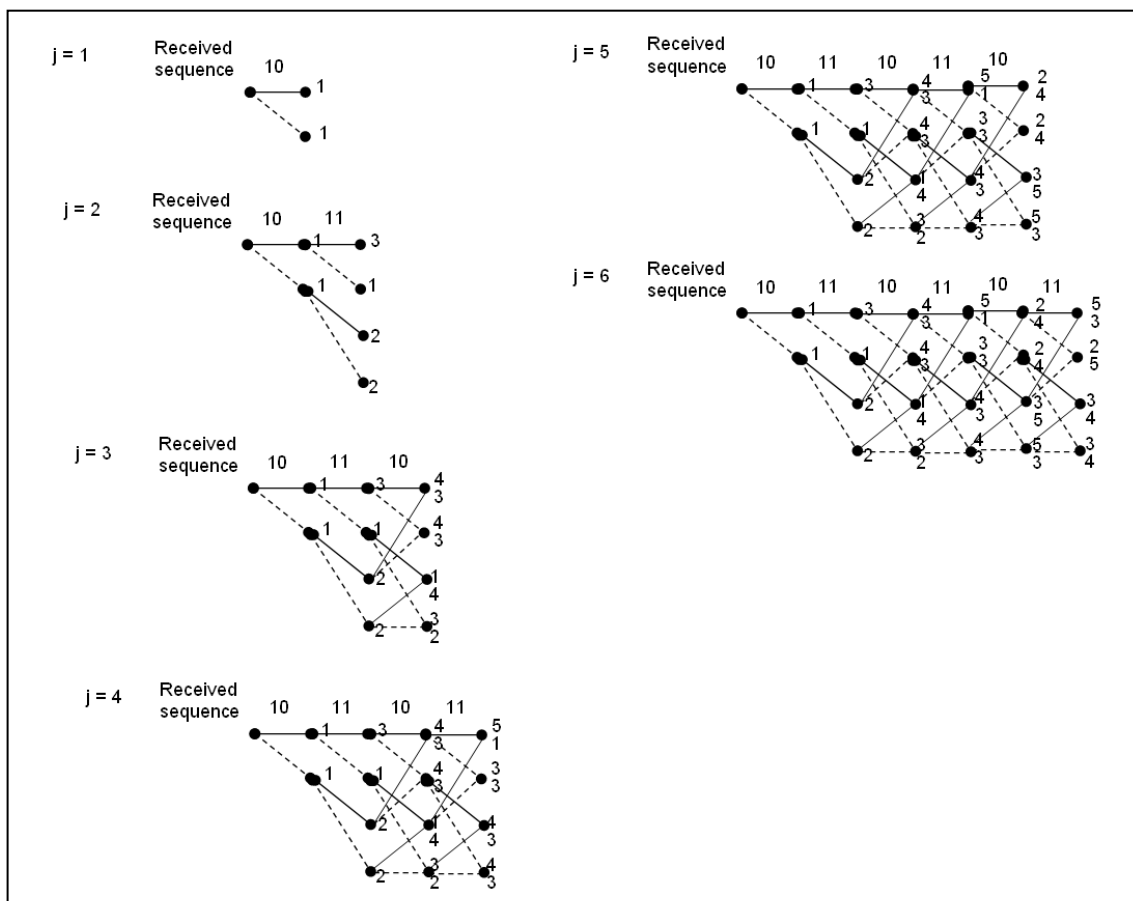 j = 1 Received
sequence
10
1
1
j = 2 Received
sequence
10 11
1 3
1 1
2
2
j = 3 Received
sequence
10 11 10
1 3 4
3
1 1 4
3
2 1
4
2 3
2
j = 4 Received
sequence
10 11 10 11
1 3 4 5
3 1
1 1 4 3
3 3
2 1 4
4 3
2 3 4
2 3
j = 5 Received
sequence
10 11 10 11 10
1 3 4 5 2
3 1 4
1 1 4 3 2
3 3 4
2 1 4 3
4 3 5
2 3 4 5
2 3 3
j = 6 Received
sequence
10 11 10 11 10 11
1 3 4 5 2 5
3 1 4 3
1 1 4 3 2 2
3 3 4 5
2 1 4 3 3
4 3 5 4
2 3 4 5 3
2 3 3 4